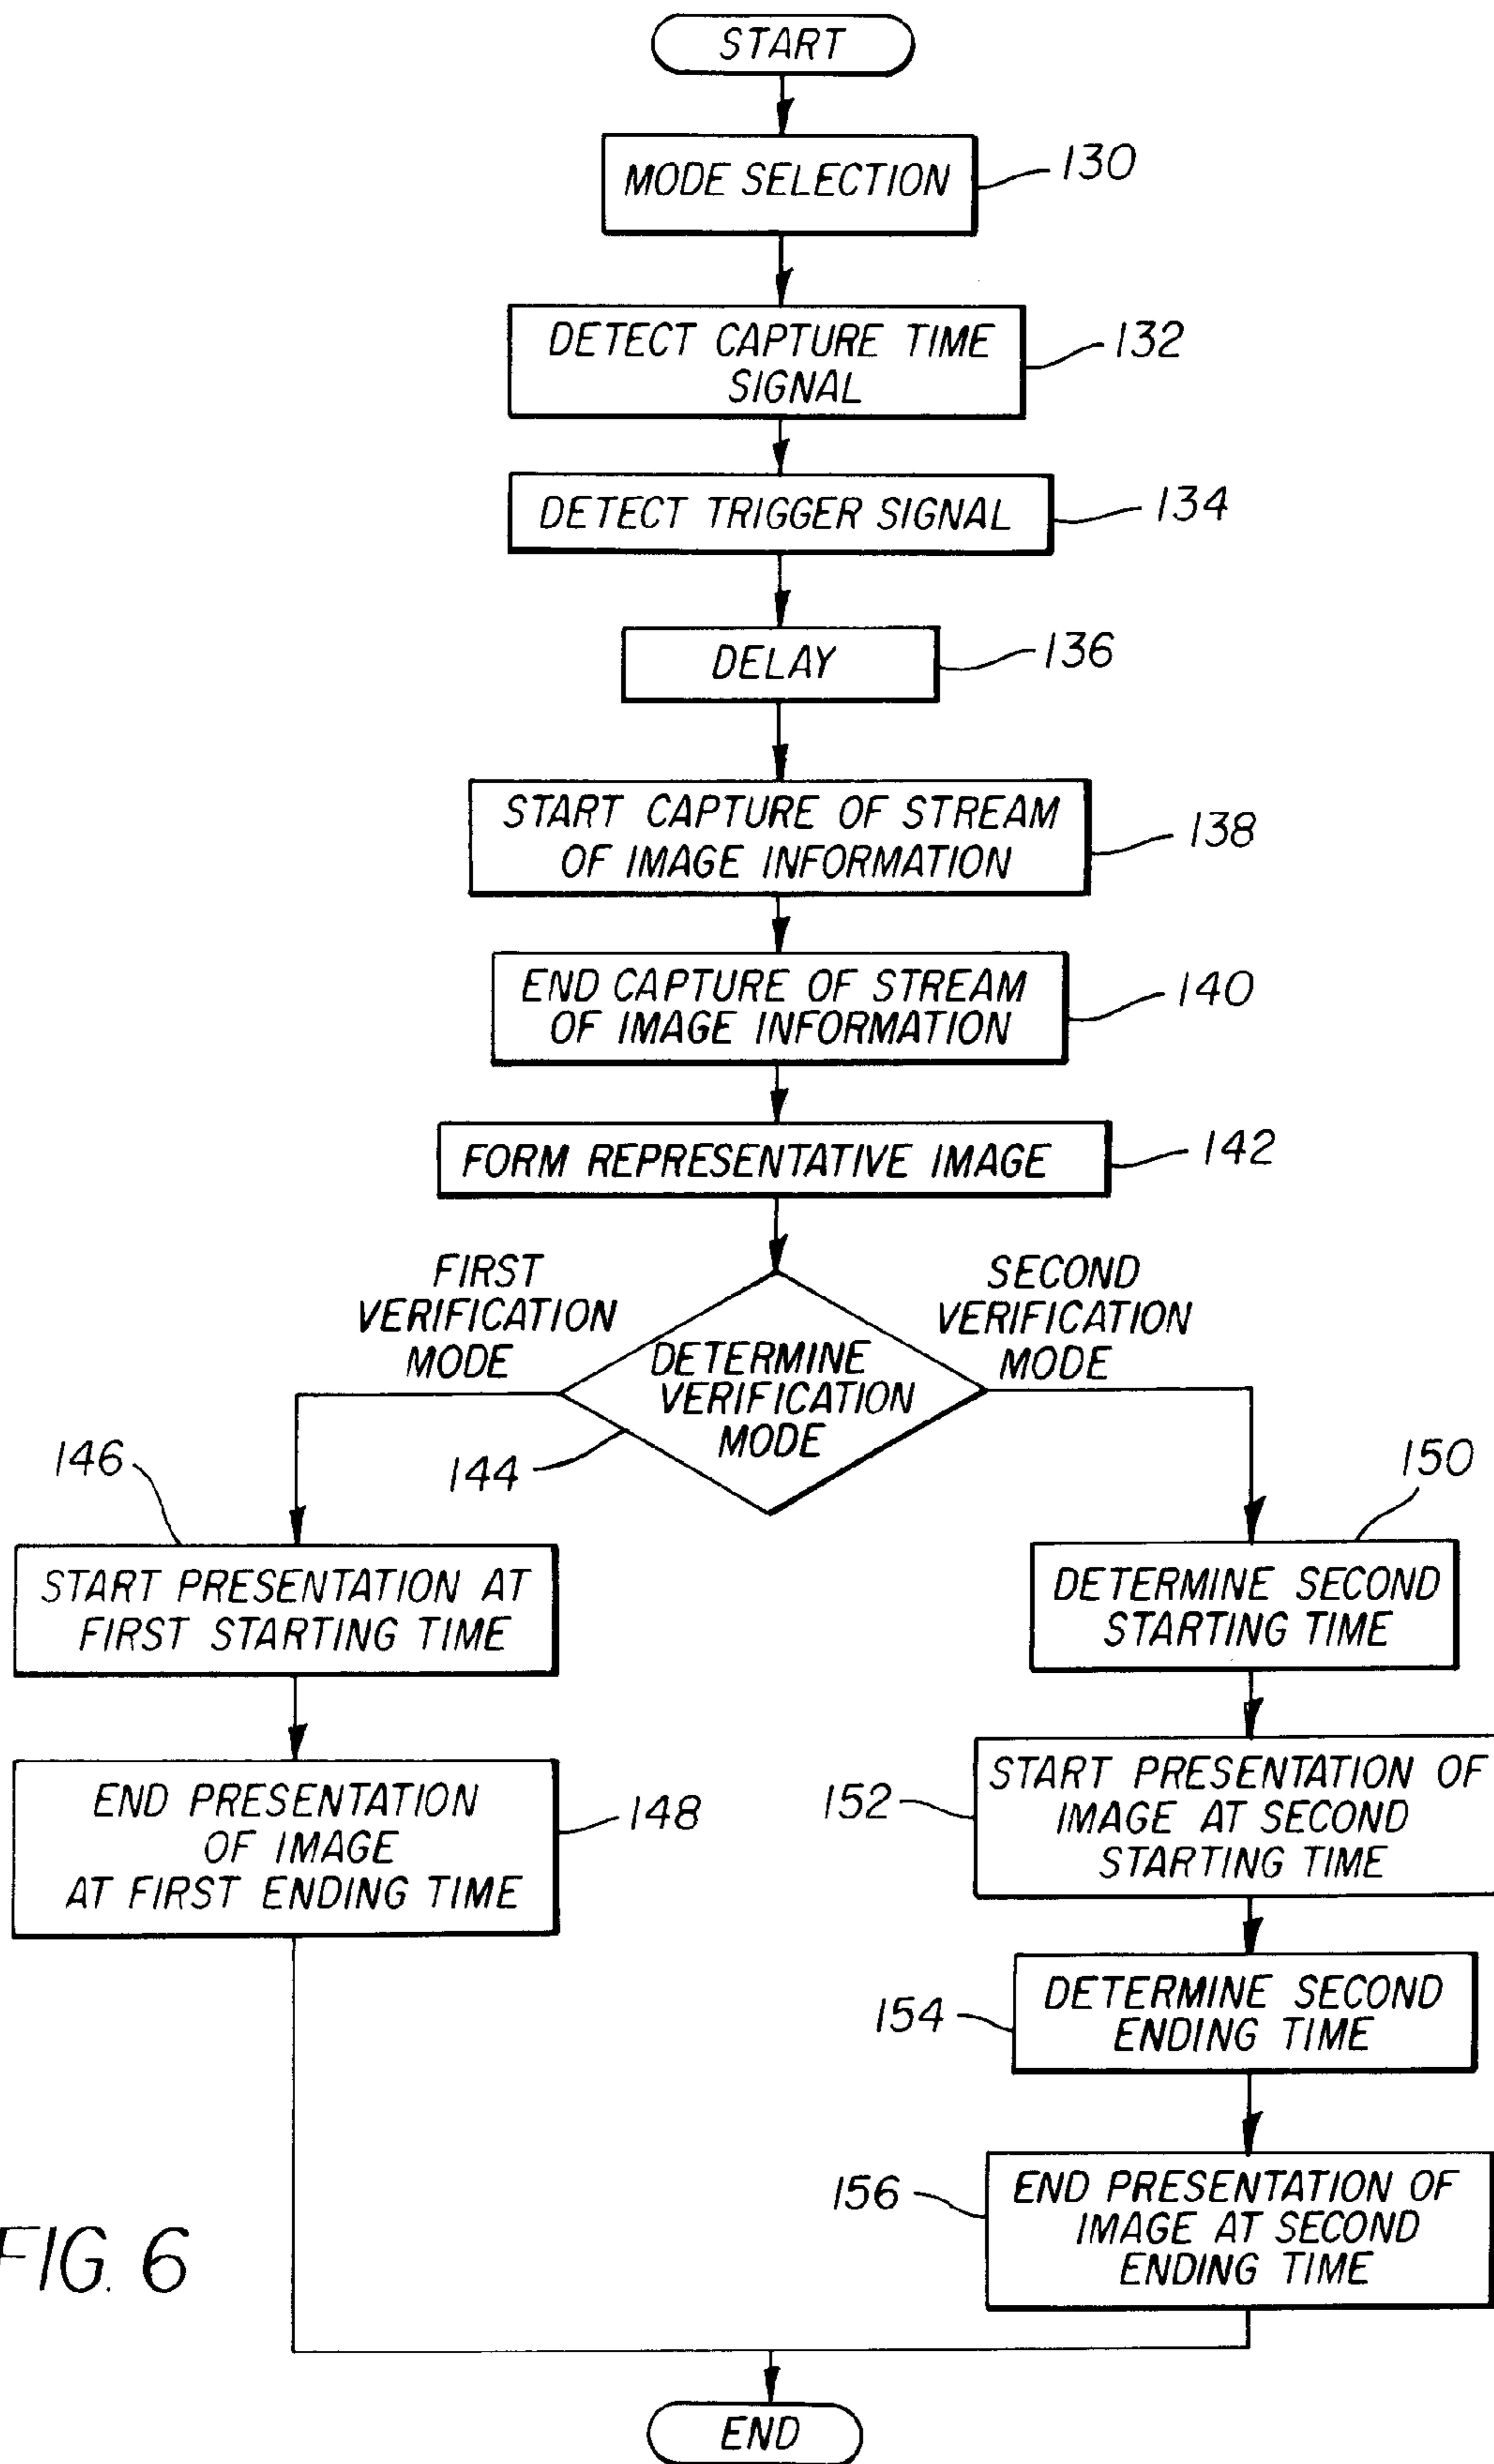 START
MODE SELECTION
130
DETECT CAPTURE TIME
SIGNAL
132
DETECT TRIGGER SIGNAL
134
DELAY
136
START CAPTURE OF STREAM
OF IMAGE INFORMATION
138
END CAPTURE OF STREAM
OF IMAGE INFORMATION
140
FORM REPRESENTATIVE IMAGE
142
FIRST
VERIFICATION
MODE
SECOND
VERIFICATION
MODE
DETERMINE
VERIFICATION
MODE
144
146
START PRESENTATION AT
FIRST STARTING TIME
END PRESENTATION
OF IMAGE
AT FIRST ENDING TIME
148
150
DETERMINE SECOND
STARTING TIME
152
START PRESENTATION OF
IMAGE AT SECOND
STARTING TIME
154
DETERMINE SECOND
ENDING TIME
156
END PRESENTATION OF
IMAGE AT SECOND
ENDING TIME
FIG. 6
END